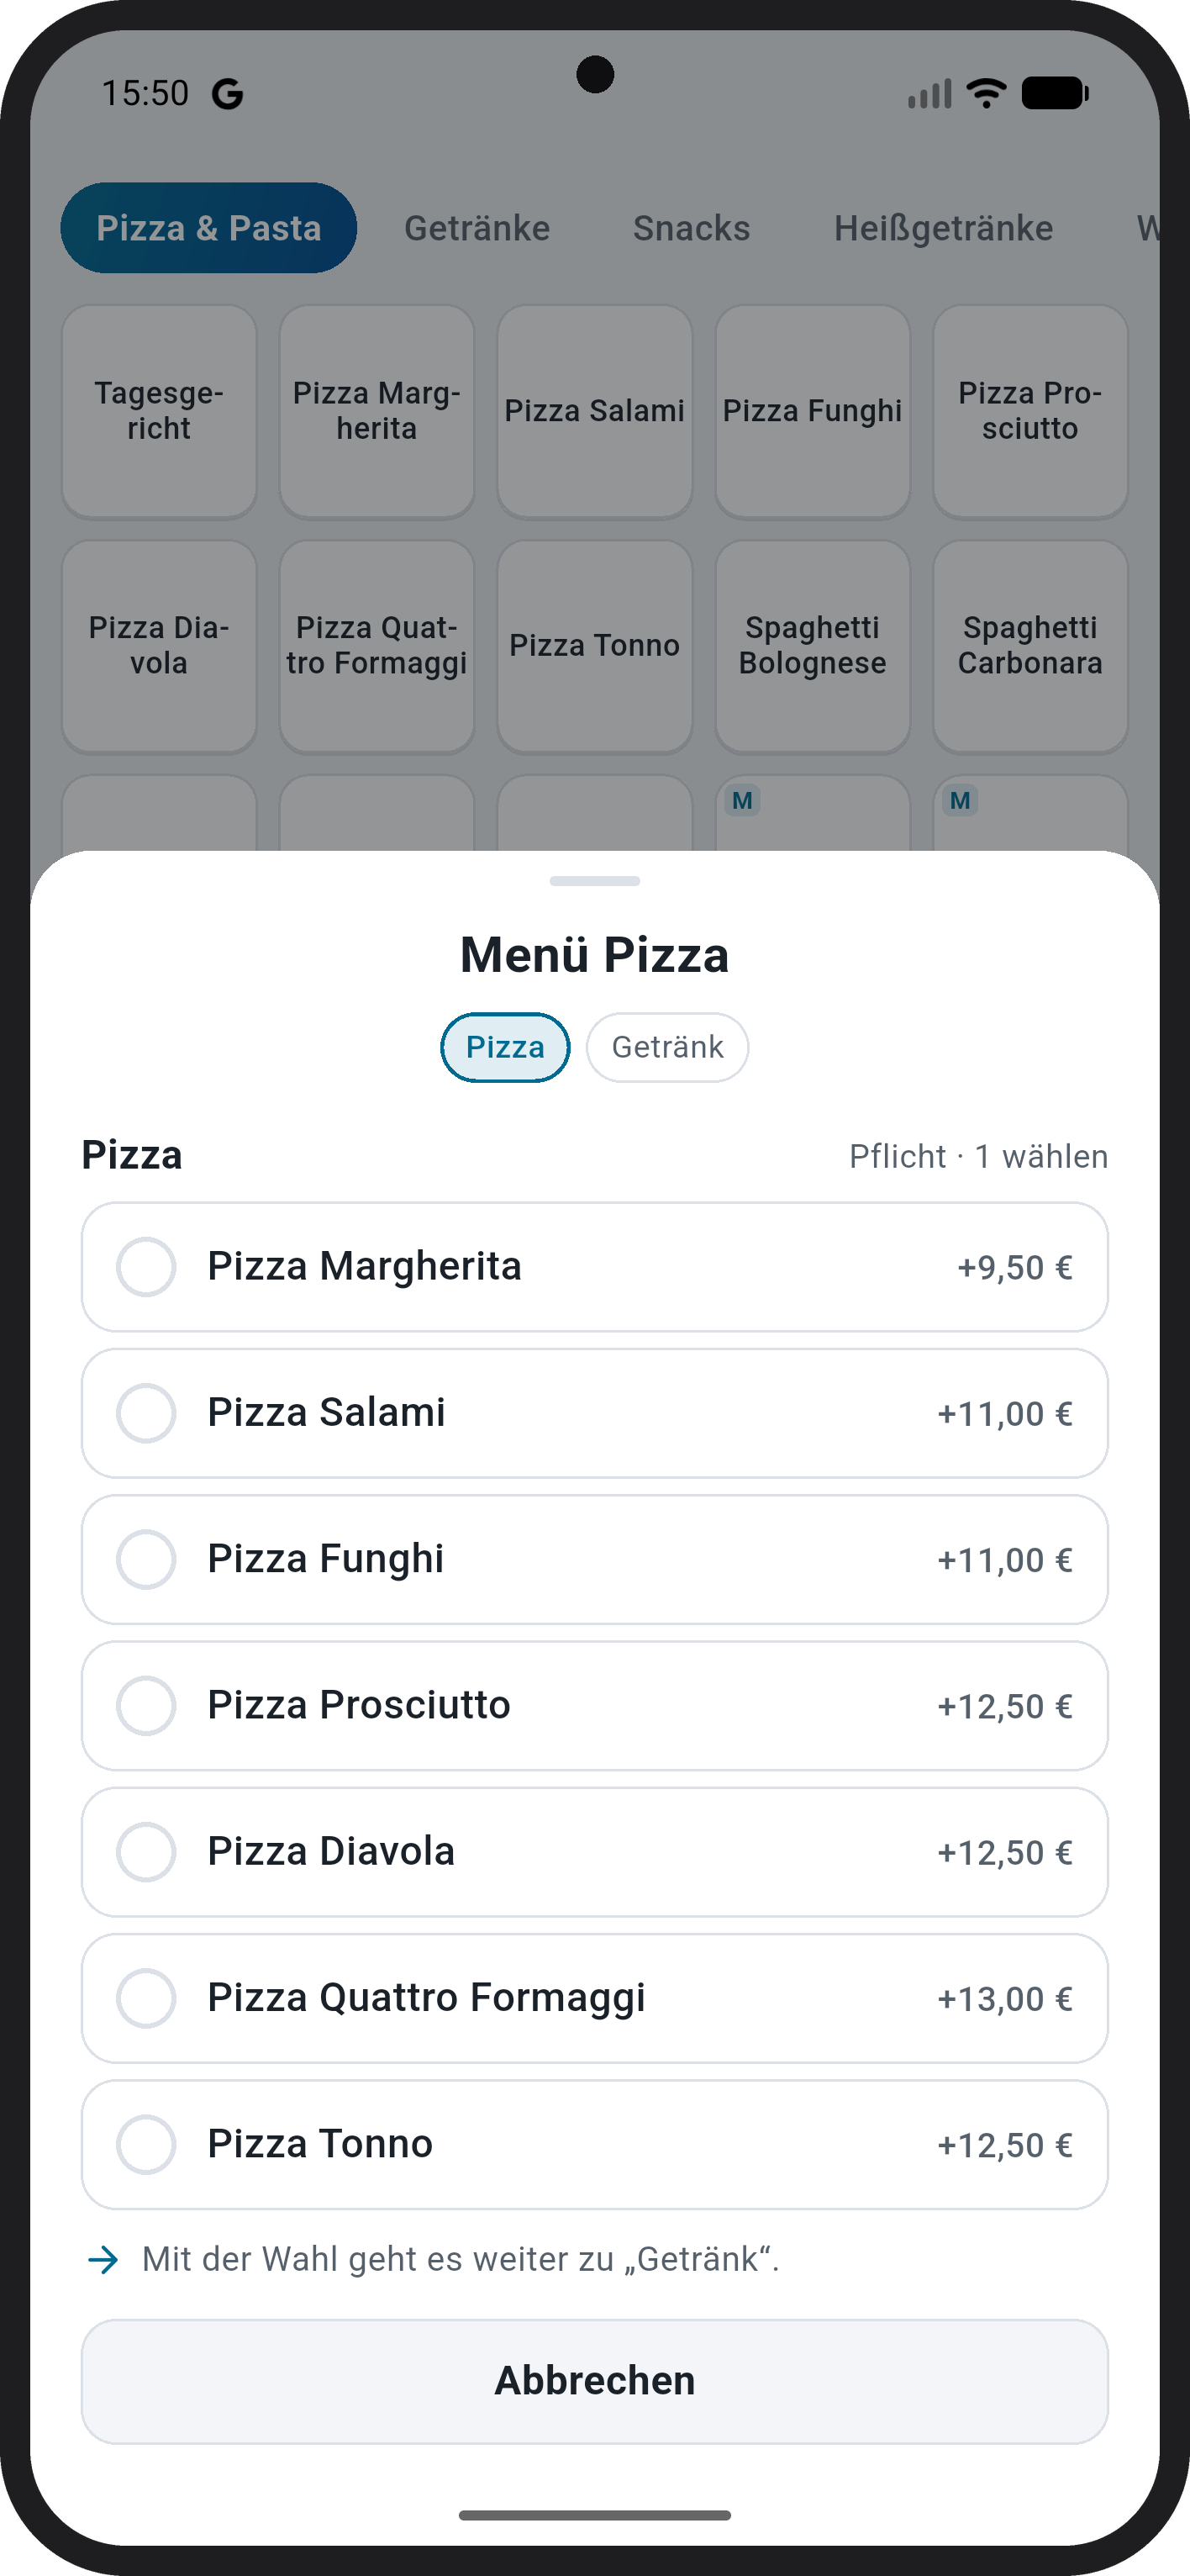 15:50 G
Pizza & Pasta Getränke Snacks Heißgetränke
Tagesge-
richt
Pizza Marg-
herita
Pizza Salami
Pizza Funghi
Pizza Pro-
sciutto
Pizza Dia-
vola
Pizza Quat-
tro Formaggi
Pizza Tonno
Spaghetti
Bolognese
Spaghetti
Carbonara
M
M
Menü Pizza
Pizza Getränk
Pizza Pflicht · 1 wählen
Pizza Margherita +9,50 €
Pizza Salami +11,00 €
Pizza Funghi +11,00 €
Pizza Prosciutto +12,50 €
Pizza Diavola +12,50 €
Pizza Quattro Formaggi +13,00 €
Pizza Tonno +12,50 €
→ Mit der Wahl geht es weiter zu „Getränk“.
Abbrechen